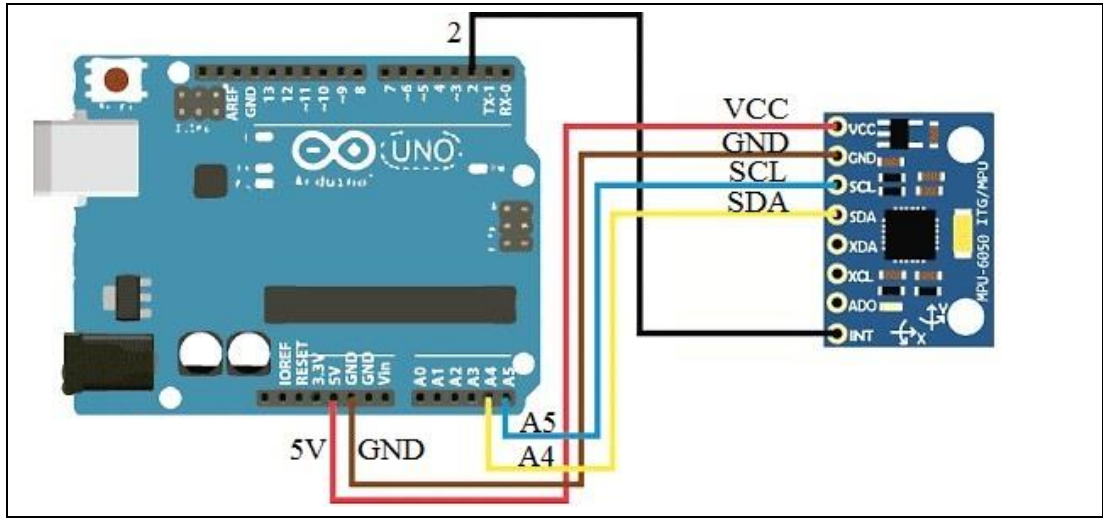 2
AREF
GND
13
12
~11
~10
~9
8
7
~6
~5
4
~3
2
TX-1
RX-0
UNO
Arduino
IOREF
RESET
3.3V
5V
GND
GND
Vin
A0
A1
A2
A3
A4
A5
5V
GND
A5
A4
VCC
GND
SCL
SDA
VCC
GND
SCL
SDA
XDA
XCL
ADO
INT
MPU-6050 ITG/MPU
X
Y